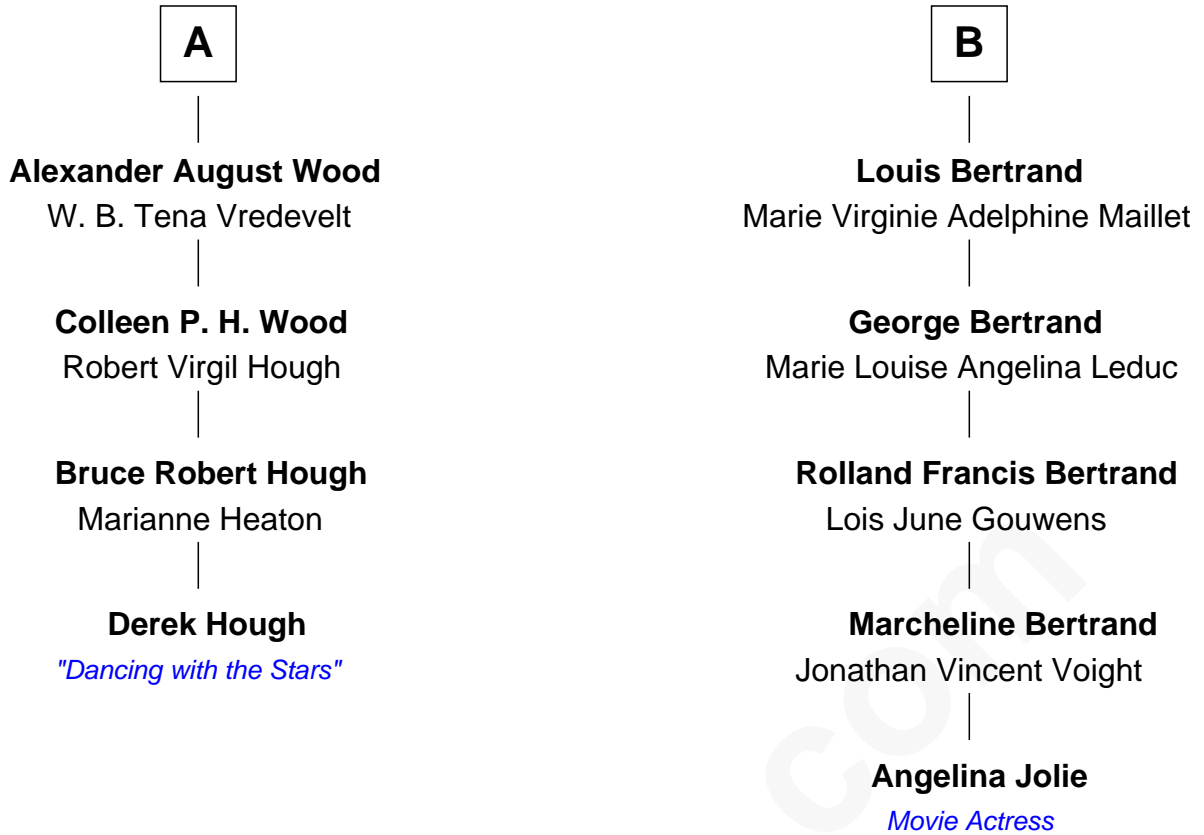 A
Alexander August Wood
W. B. Tena Vredevelt
Colleen P. H. Wood
Robert Virgil Hough
Bruce Robert Hough
Marianne Heaton
Derek Hough
"Dancing with the Stars"
B
Louis Bertrand
Marie Virginie Adelphine Maillet
George Bertrand
Marie Louise Angelina Leduc
Rolland Francis Bertrand
Lois June Gouwens
Marcheline Bertrand
Jonathan Vincent Voight
Angelina Jolie
Movie Actress
com